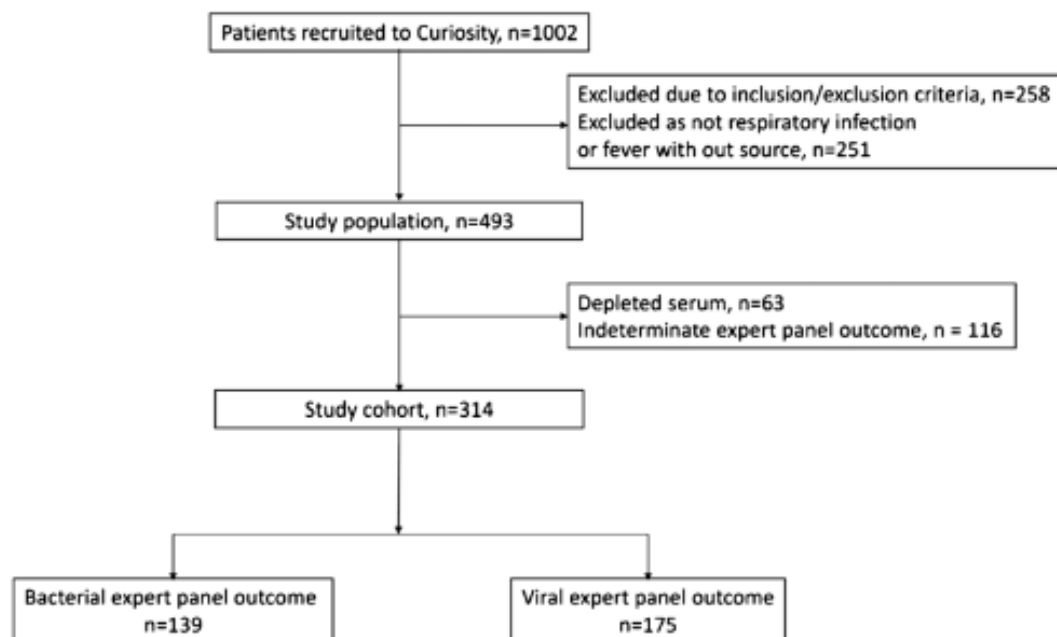 Patients recruited to Curiosity, n=1002
Excluded due to inclusion/exclusion criteria, n=258
Excluded as not respiratory infection
or fever with out source, n=251
Study population, n=493
Depleted serum, n=63
Indeterminate expert panel outcome, n = 116
Study cohort, n=314
Bacterial expert panel outcome
n=139
Viral expert panel outcome
n=175